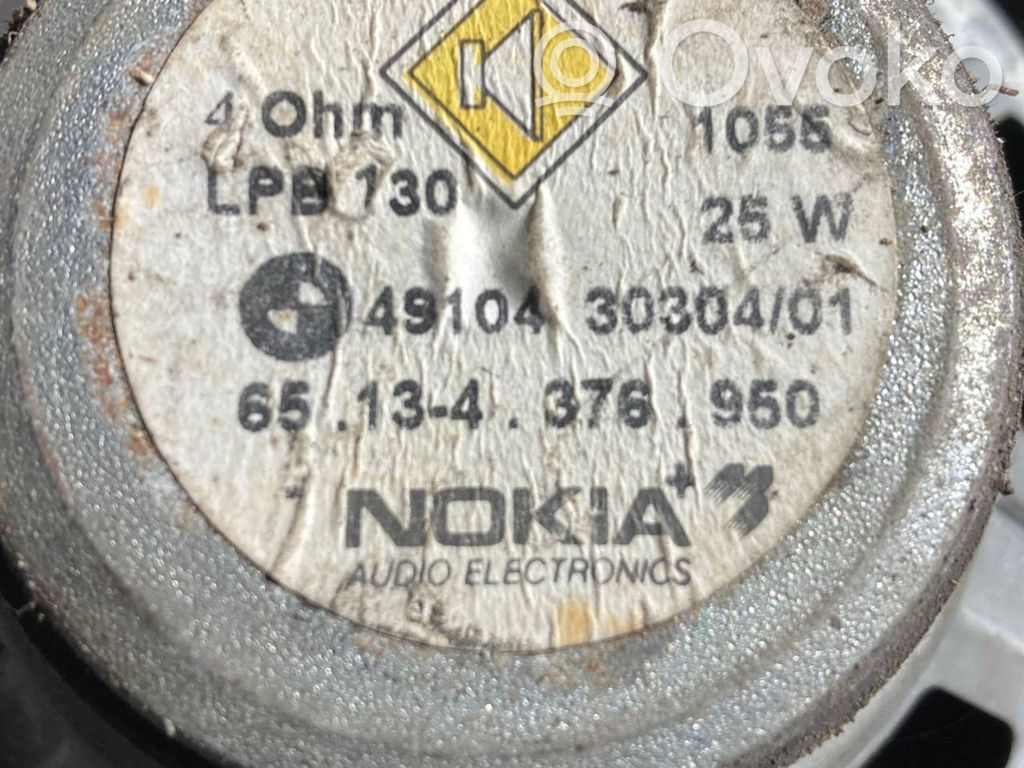 Ovoko
4 Ohm 1055
LPB 130 25 W
49104 30304/01
65.13-4.376.950
- +
NOKIA
AUDIO ELECTRONICS